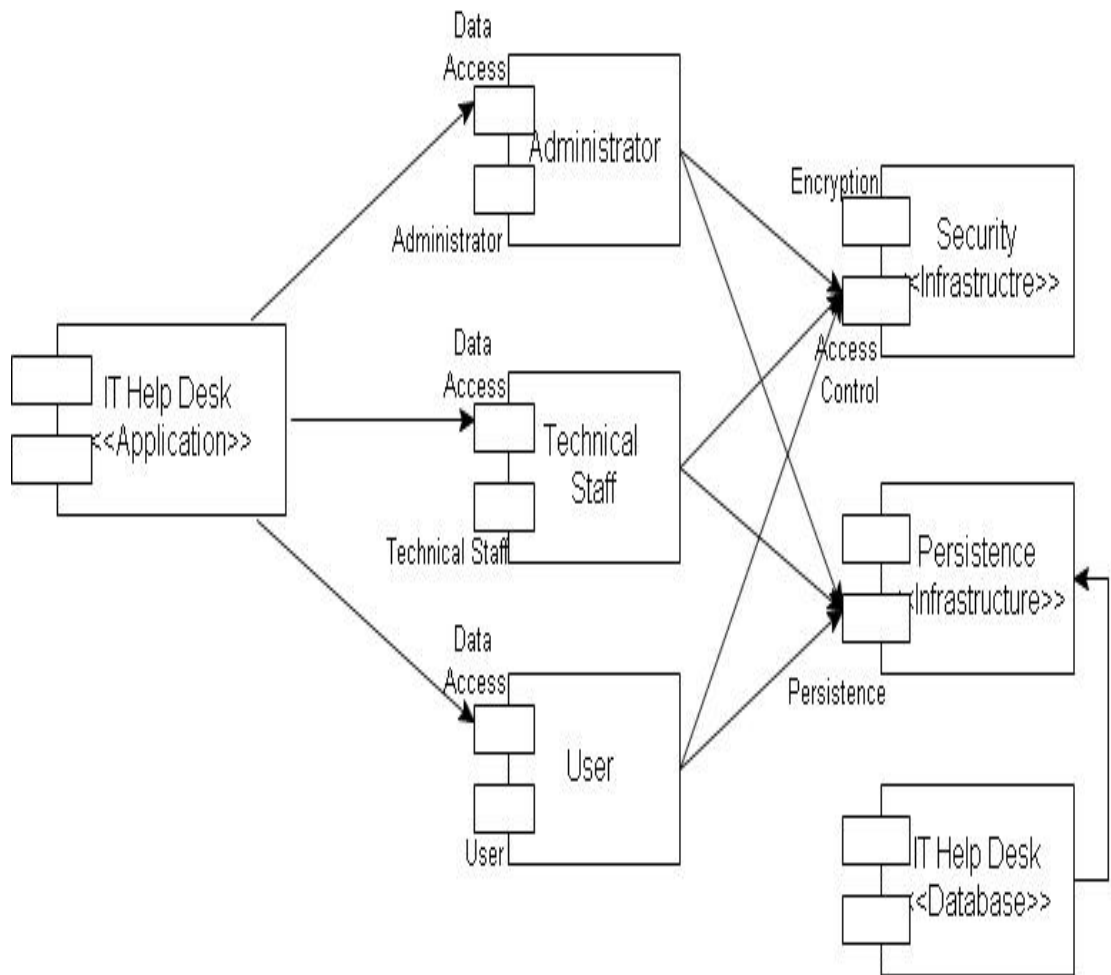 Data
Access
Administrator
Administrator
Encryption
Security
<<Infrastructre>>
Access
Control
IT Help Desk
<<Application>>
Data
Access
Technical
Staff
Technical Staff
Persistence
<<Infrastructure>>
Persistence
Data
Access
User
User
IT Help Desk
<<Database>>